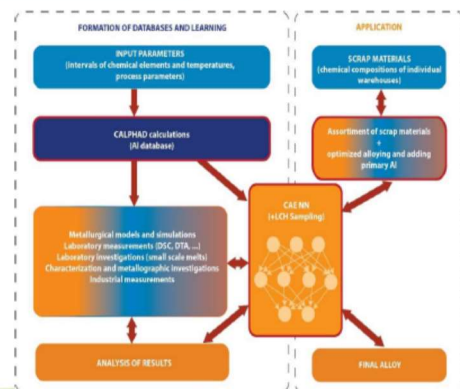 FORMATION OF DATABASES AND LEARNING
INPUT PARAMETERS
(intervals of chemical elements and temperatures,
process parameters)
CALPHAD calculations
(Al database)
Metallurgical models and simulations
Laboratory measurements (DSC, DTA, ...)
Laboratory investigations (small scale melts)
Characterization and metallographic investigations
Industrial measurements
ANALYSIS OF RESULTS
CAE NN
(+LCH Sampling)
APPLICATION
SCRAP MATERIALS
(chemical compositions of individual
warehouses)
Assortiment of scrap materials
+
optimized alloying and adding
primary Al
FINAL ALLOY